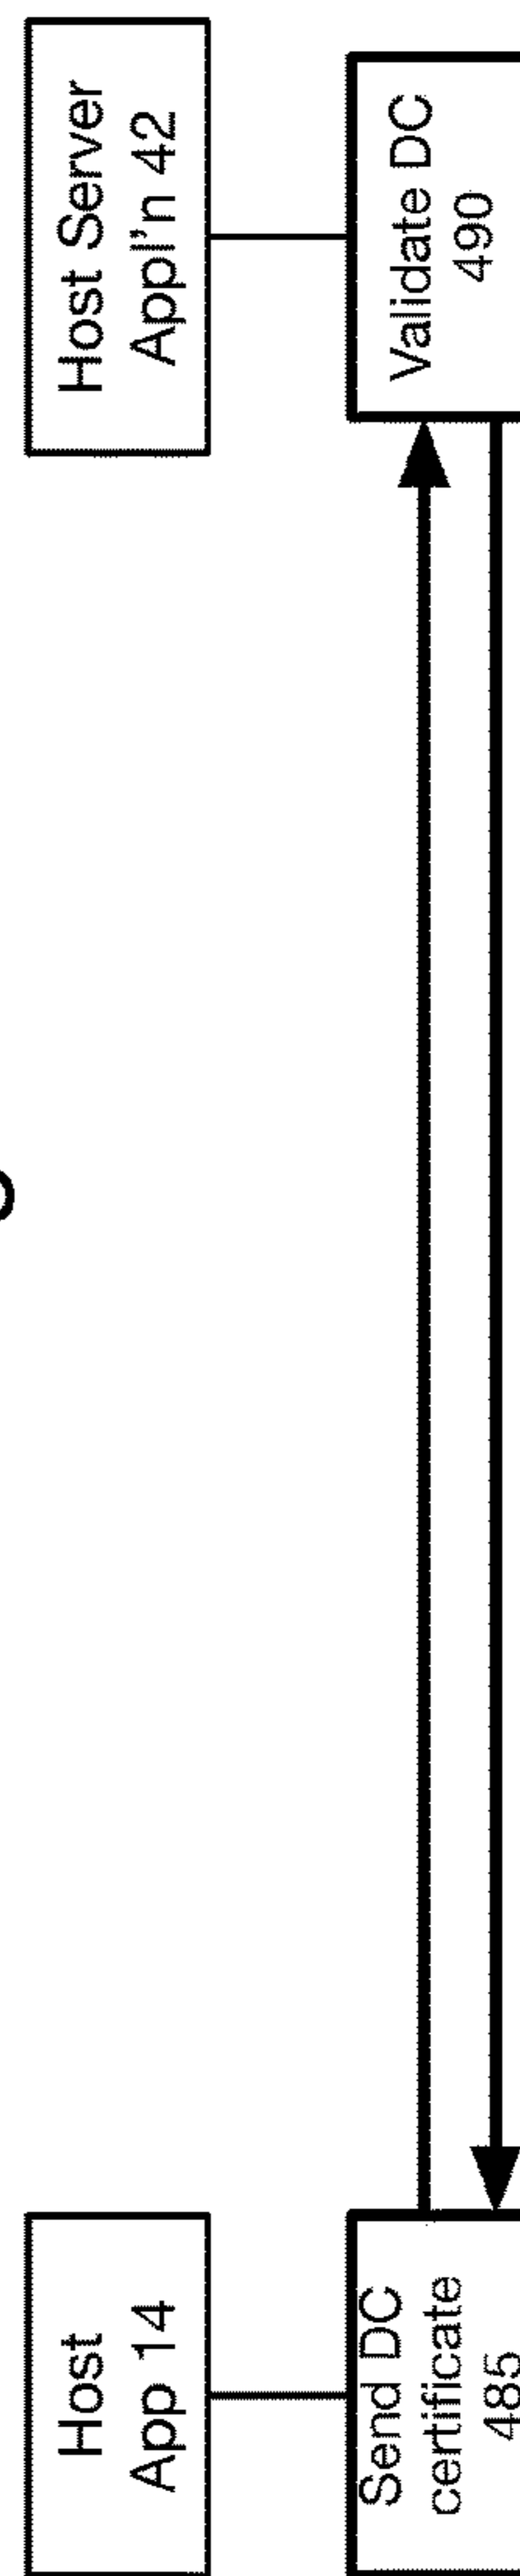 Host
App 14
Host Server
Appl'n 42
Send DC
certificate
485
Validate DC
490